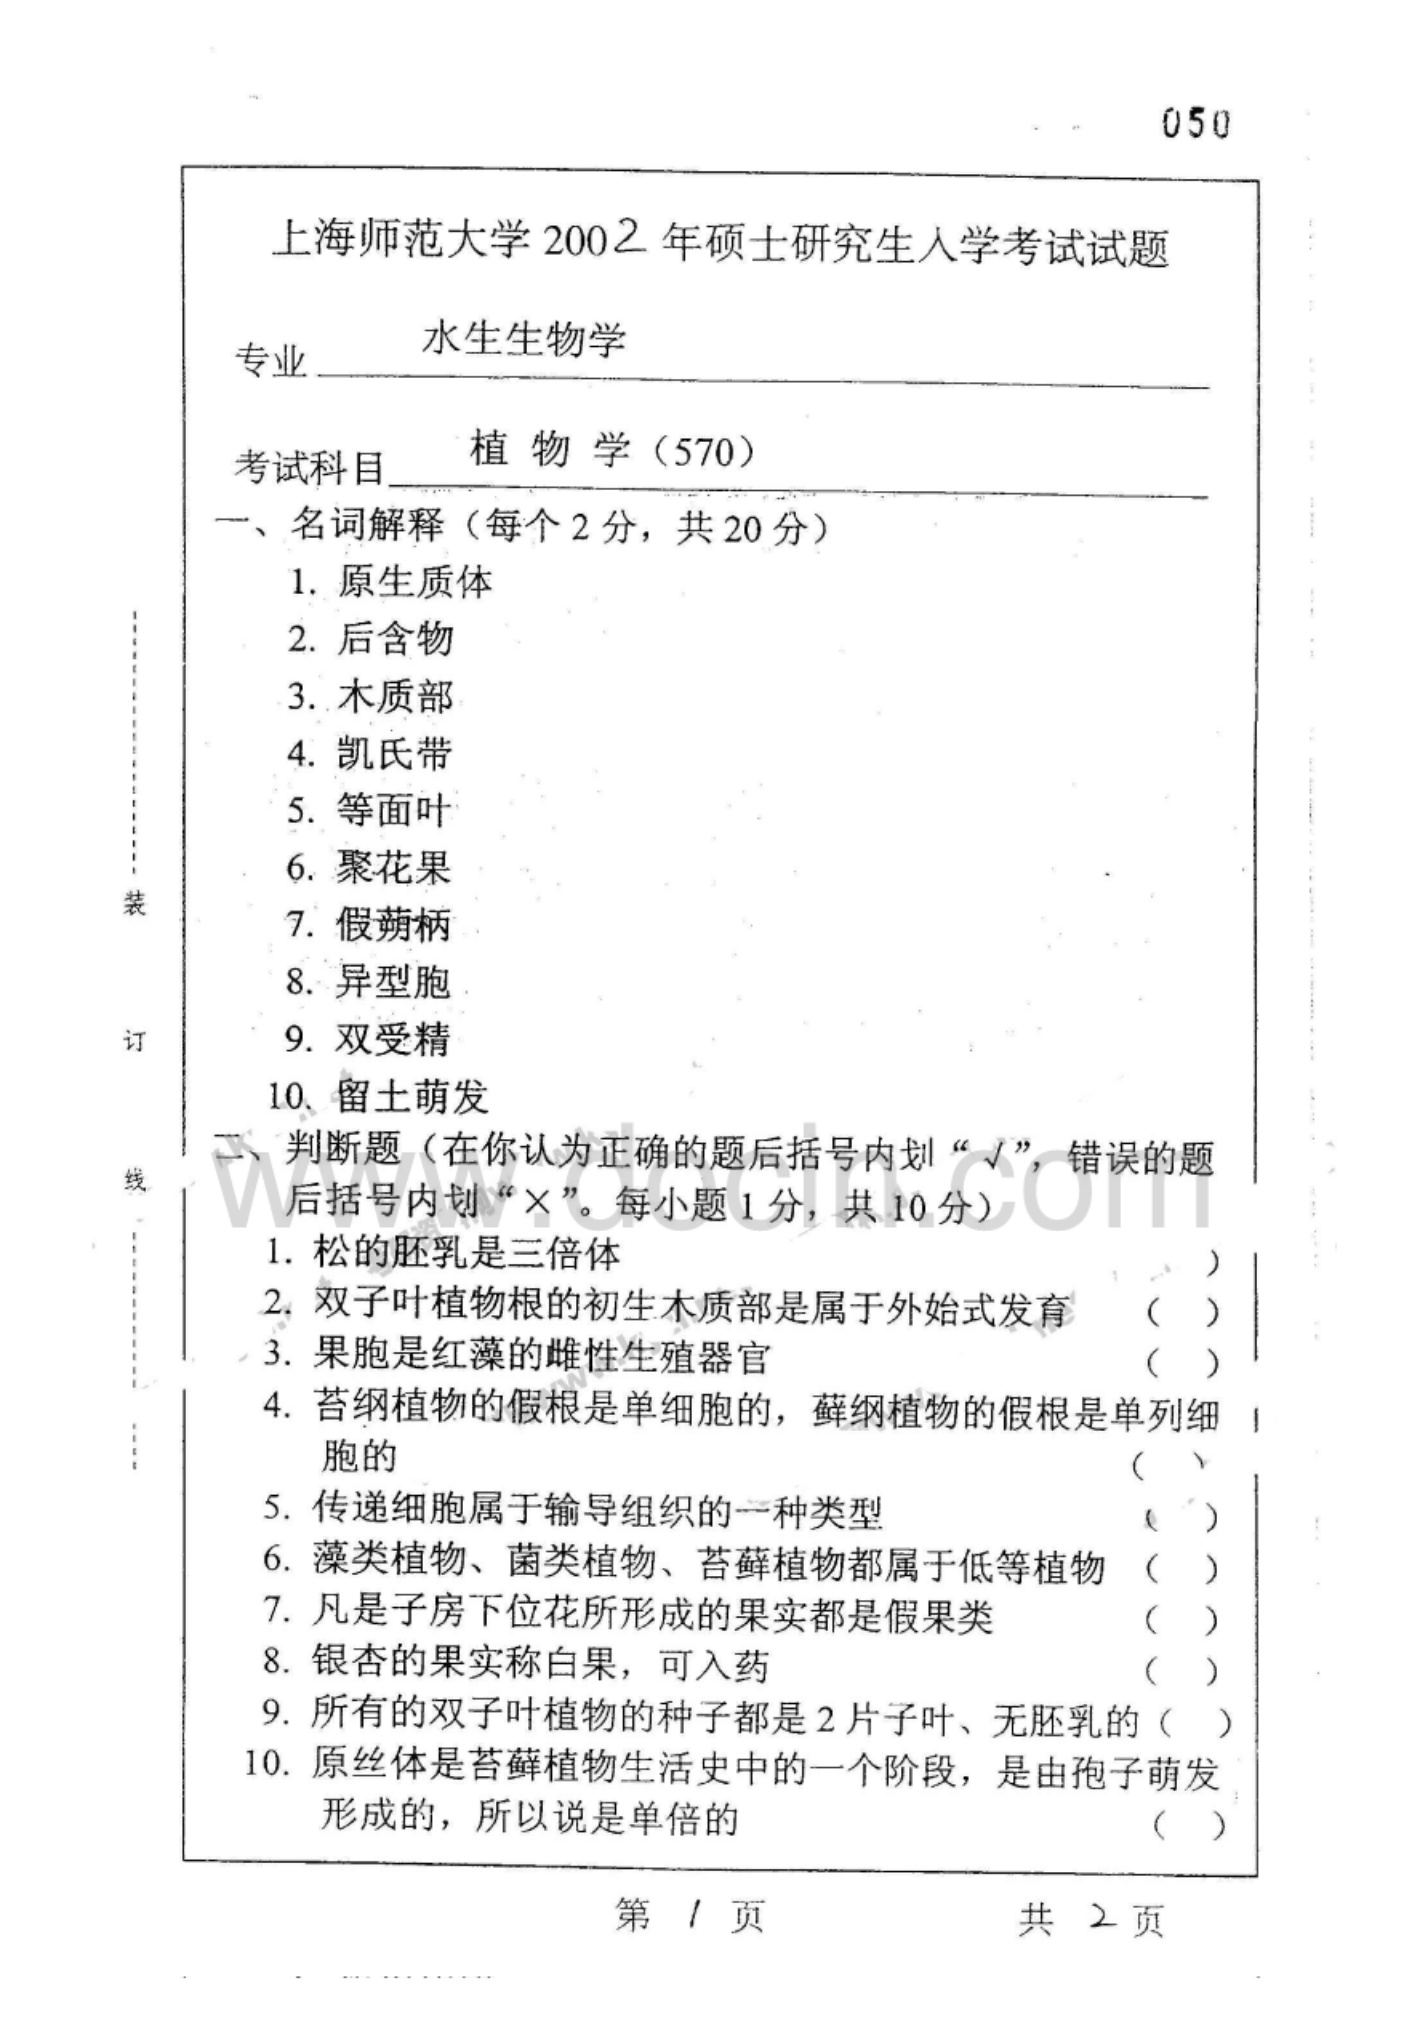 050
上海师范大学2002年硕士研究生入学考试试题
专业 水生生物学
考试科目 植物学（570）
一、名词解释（每个2分，共20分）
1. 原生质体
2. 后含物
3. 木质部
4. 凯氏带
5. 等面叶
6. 聚花果
7. 假蒴柄
8. 异型胞
9. 双受精
10. 留土萌发
二、判断题（在你认为正确的题后括号内划“√”，错误的题
后括号内划“×”。每小题1分，共10分）
1. 松的胚乳是三倍体 ）
2. 双子叶植物根的初生木质部是属于外始式发育 （ ）
3. 果胞是红藻的雌性生殖器官 （ ）
4. 苔纲植物的假根是单细胞的，藓纲植物的假根是单列细
胞的 （ ）
5. 传递细胞属于输导组织的一种类型 （ ）
6. 藻类植物、菌类植物、苔藓植物都属于低等植物 （ ）
7. 凡是子房下位花所形成的果实都是假果类 （ ）
8. 银杏的果实称白果，可入药 （ ）
9. 所有的双子叶植物的种子都是2片子叶、无胚乳的（ ）
10. 原丝体是苔藓植物生活史中的一个阶段，是由孢子萌发
形成的，所以说是单倍的 （ ）
第 1 页 共 2 页
装
订
线
www.docin.com